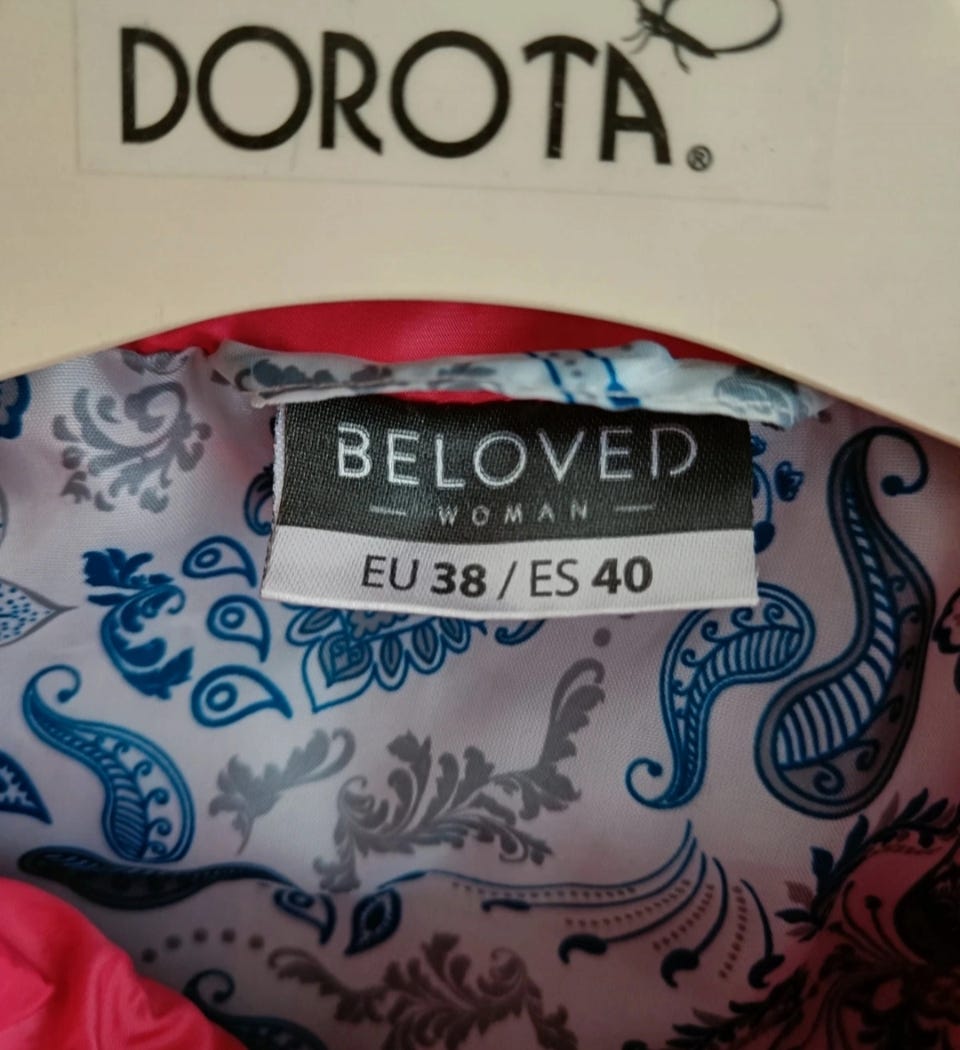 DOROTA®
BELOVED
— WOMAN —
EU 38 / ES 40